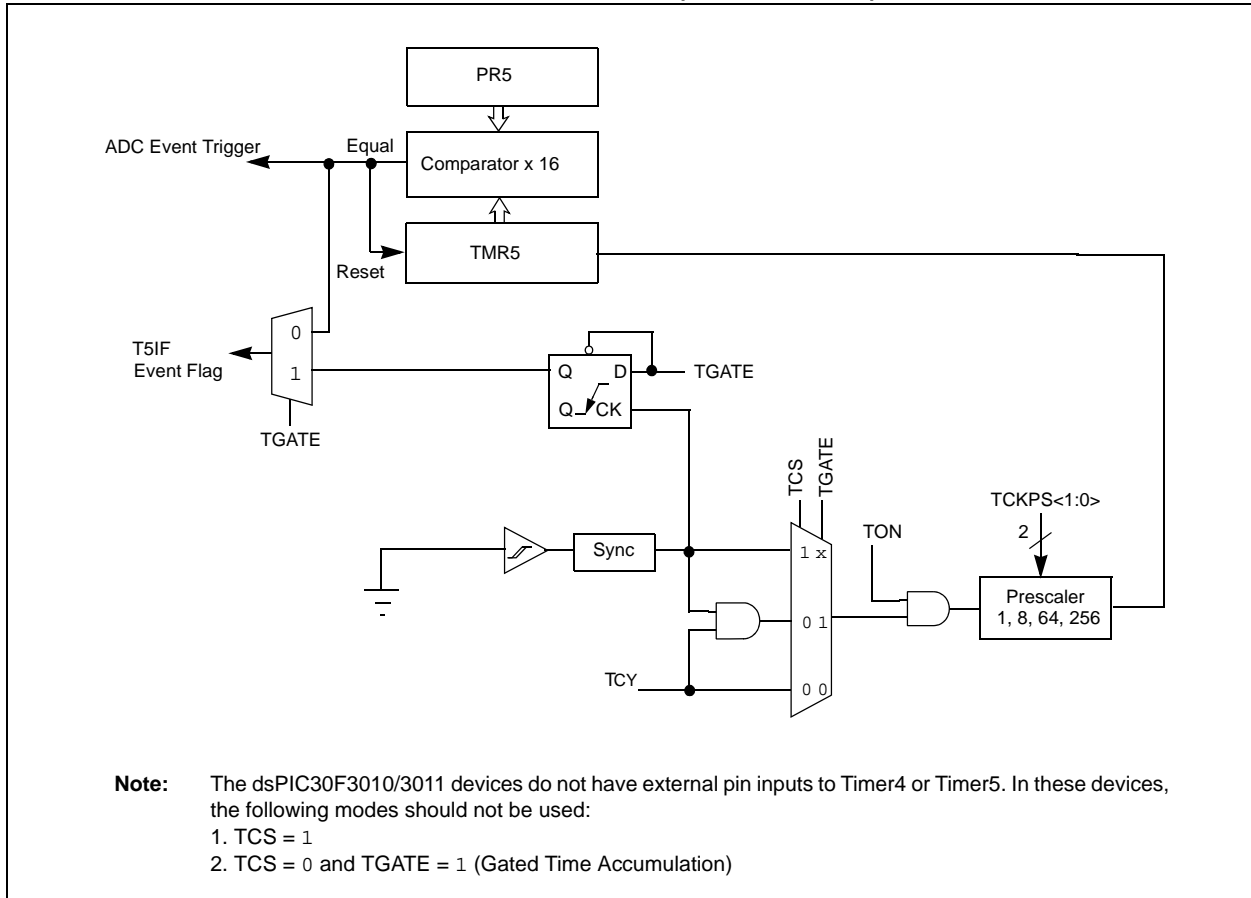 PR5
ADC Event Trigger
Equal
Comparator x 16
TMR5
Reset
0
T5IF
Event Flag
1
TGATE
Q D
Q CK
TGATE
TCS
TGATE
TCKPS<1:0>
2
TON
Sync
1 x
Prescaler
1, 8, 64, 256
0 1
TCY
0 0
Note: The dsPIC30F3010/3011 devices do not have external pin inputs to Timer4 or Timer5. In these devices,
the following modes should not be used:
1. TCS = 1
2. TCS = 0 and TGATE = 1 (Gated Time Accumulation)